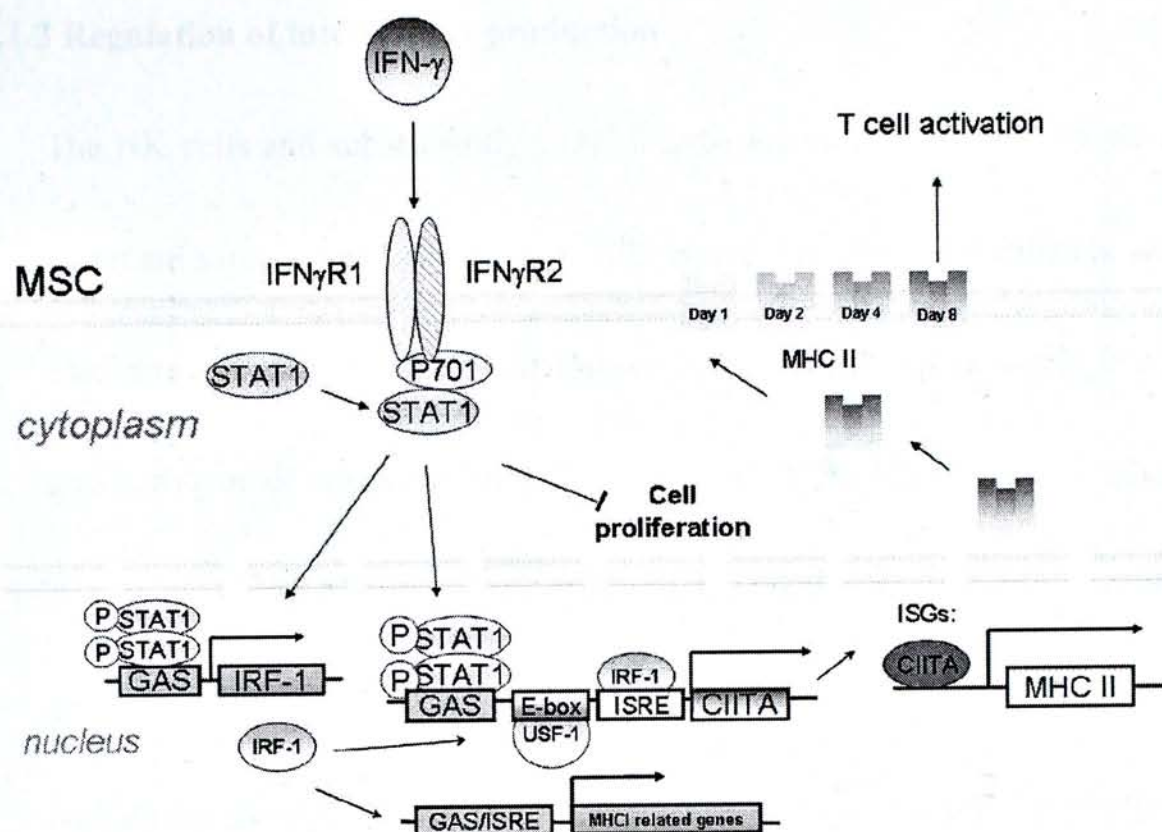 IFN-γ
T cell activation
MSC
IFNγR1
IFNγR2
Day 1
Day 2
Day 4
Day 8
MHC II
P701
STAT1
STAT1
cytoplasm
Cell
proliferation
P STAT1
P STAT1
GAS
IRF-1
P STAT1
P STAT1
GAS
E-box
USF-1
IRF-1
ISRE
CIITA
ISGs:
CIITA
MHC II
nucleus
IRF-1
GAS/ISRE
MHCI related genes